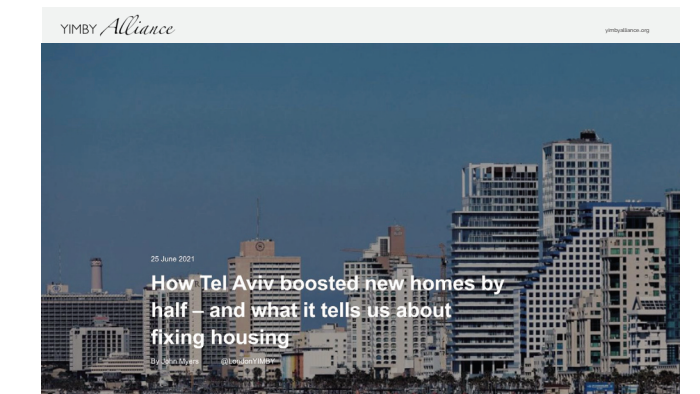 YIMBY Alliance
yimbyalliance.org
25 June 2021
How Tel Aviv boosted new homes by
half – and what it tells us about
fixing housing
By John Myers @LondonYIMBY